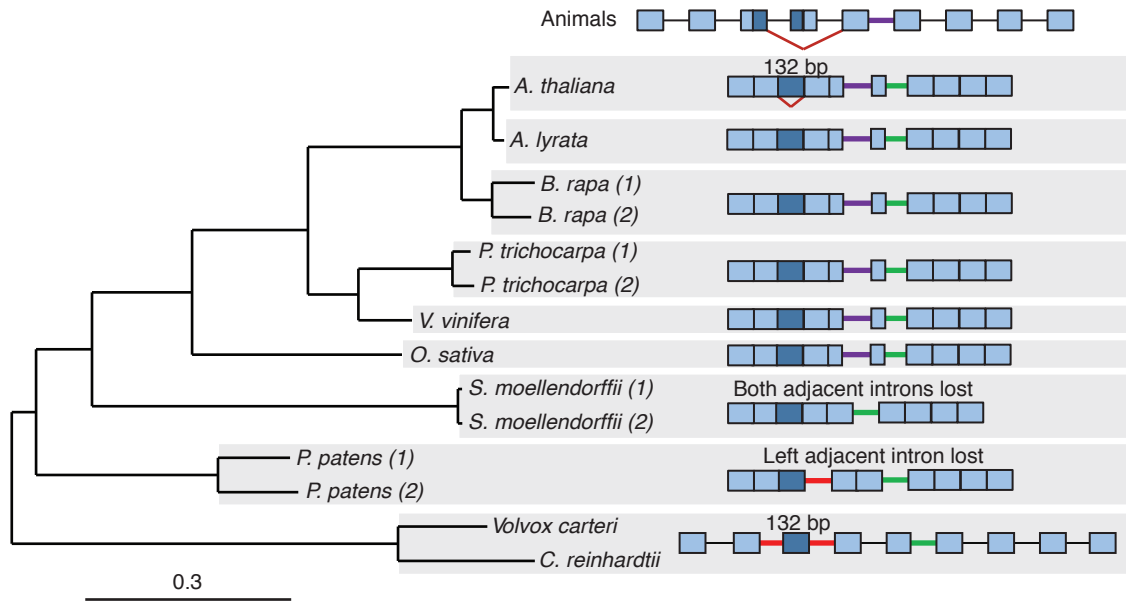 Animals
132 bp
A. thaliana
A. lyrata
B. rapa (1)
B. rapa (2)
P. trichocarpa (1)
P. trichocarpa (2)
V. vinifera
O. sativa
S. moellendorffii (1)
Both adjacent introns lost
S. moellendorffii (2)
P. patens (1)
Left adjacent intron lost
P. patens (2)
Volvox carteri
132 bp
C. reinhardtii
0.3